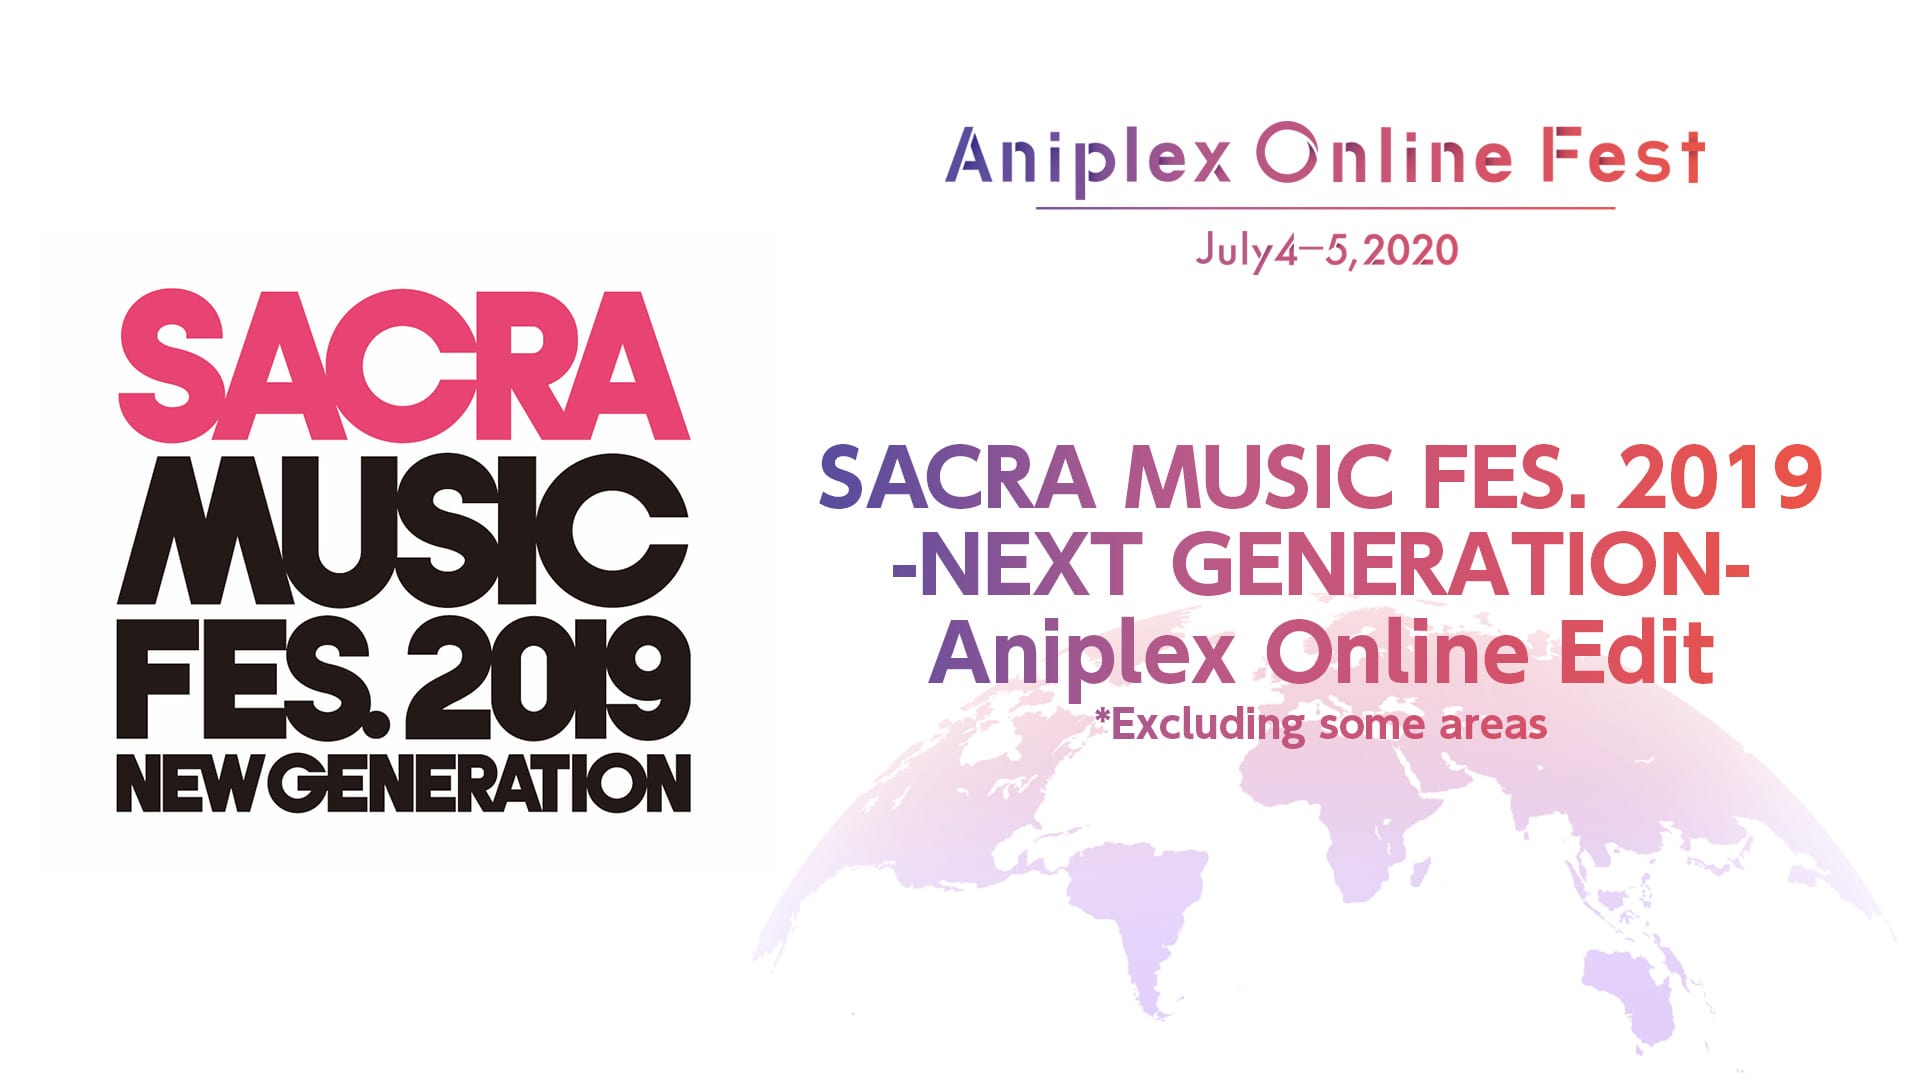 SACRA
MUSIC
FES. 2019
NEW GENERATION
Aniplex Online Fest
July4–5,2020
SACRA MUSIC FES. 2019
-NEXT GENERATION-
Aniplex Online Edit
*Excluding some areas